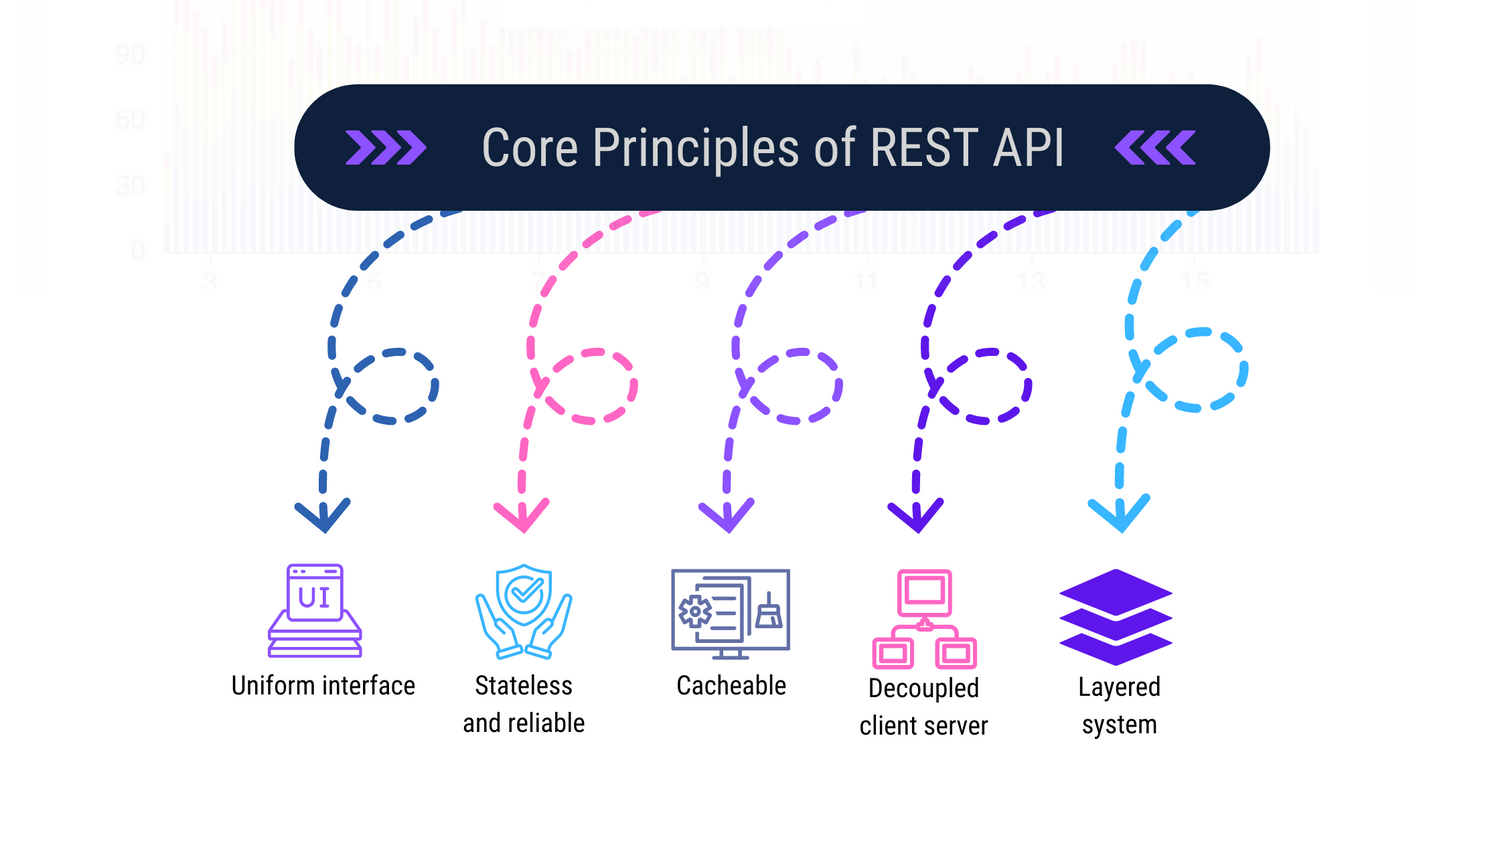 90
60
30
0
3
5
7
9
11
13
15
Core Principles of REST API
UI
Uniform interface
Stateless
and reliable
Cacheable
Decoupled
client server
Layered
system